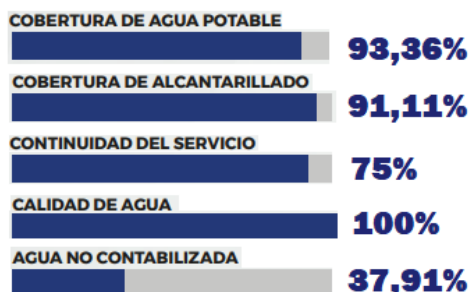 COBERTURA DE AGUA POTABLE
93,36%
COBERTURA DE ALCANTARILLADO
91,11%
CONTINUIDAD DEL SERVICIO
75%
CALIDAD DE AGUA
100%
AGUA NO CONTABILIZADA
37,91%